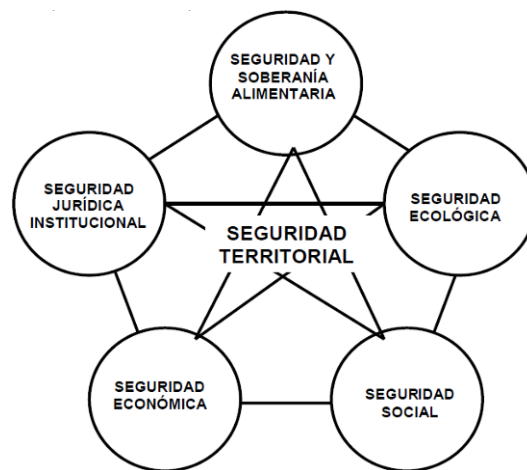 SEGURIDAD Y
SOBERANÍA
ALIMENTARIA
SEGURIDAD
JURÍDICA
INSTITUCIONAL
SEGURIDAD
ECOLÓGICA
SEGURIDAD
TERRITORIAL
SEGURIDAD
ECONÓMICA
SEGURIDAD
SOCIAL